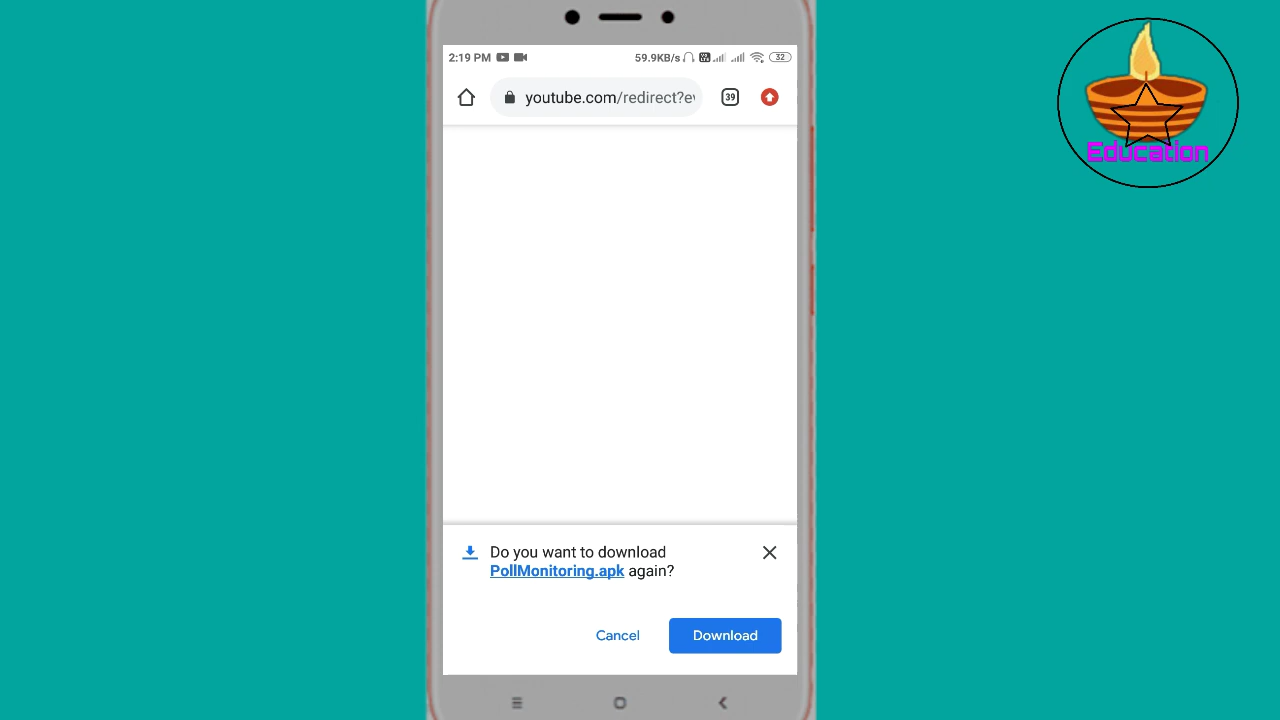 2:19 PM
59.9KB/s
32
youtube.com/redirect?ev
39
Education
Do you want to download
PollMonitoring.apk again?
Cancel
Download